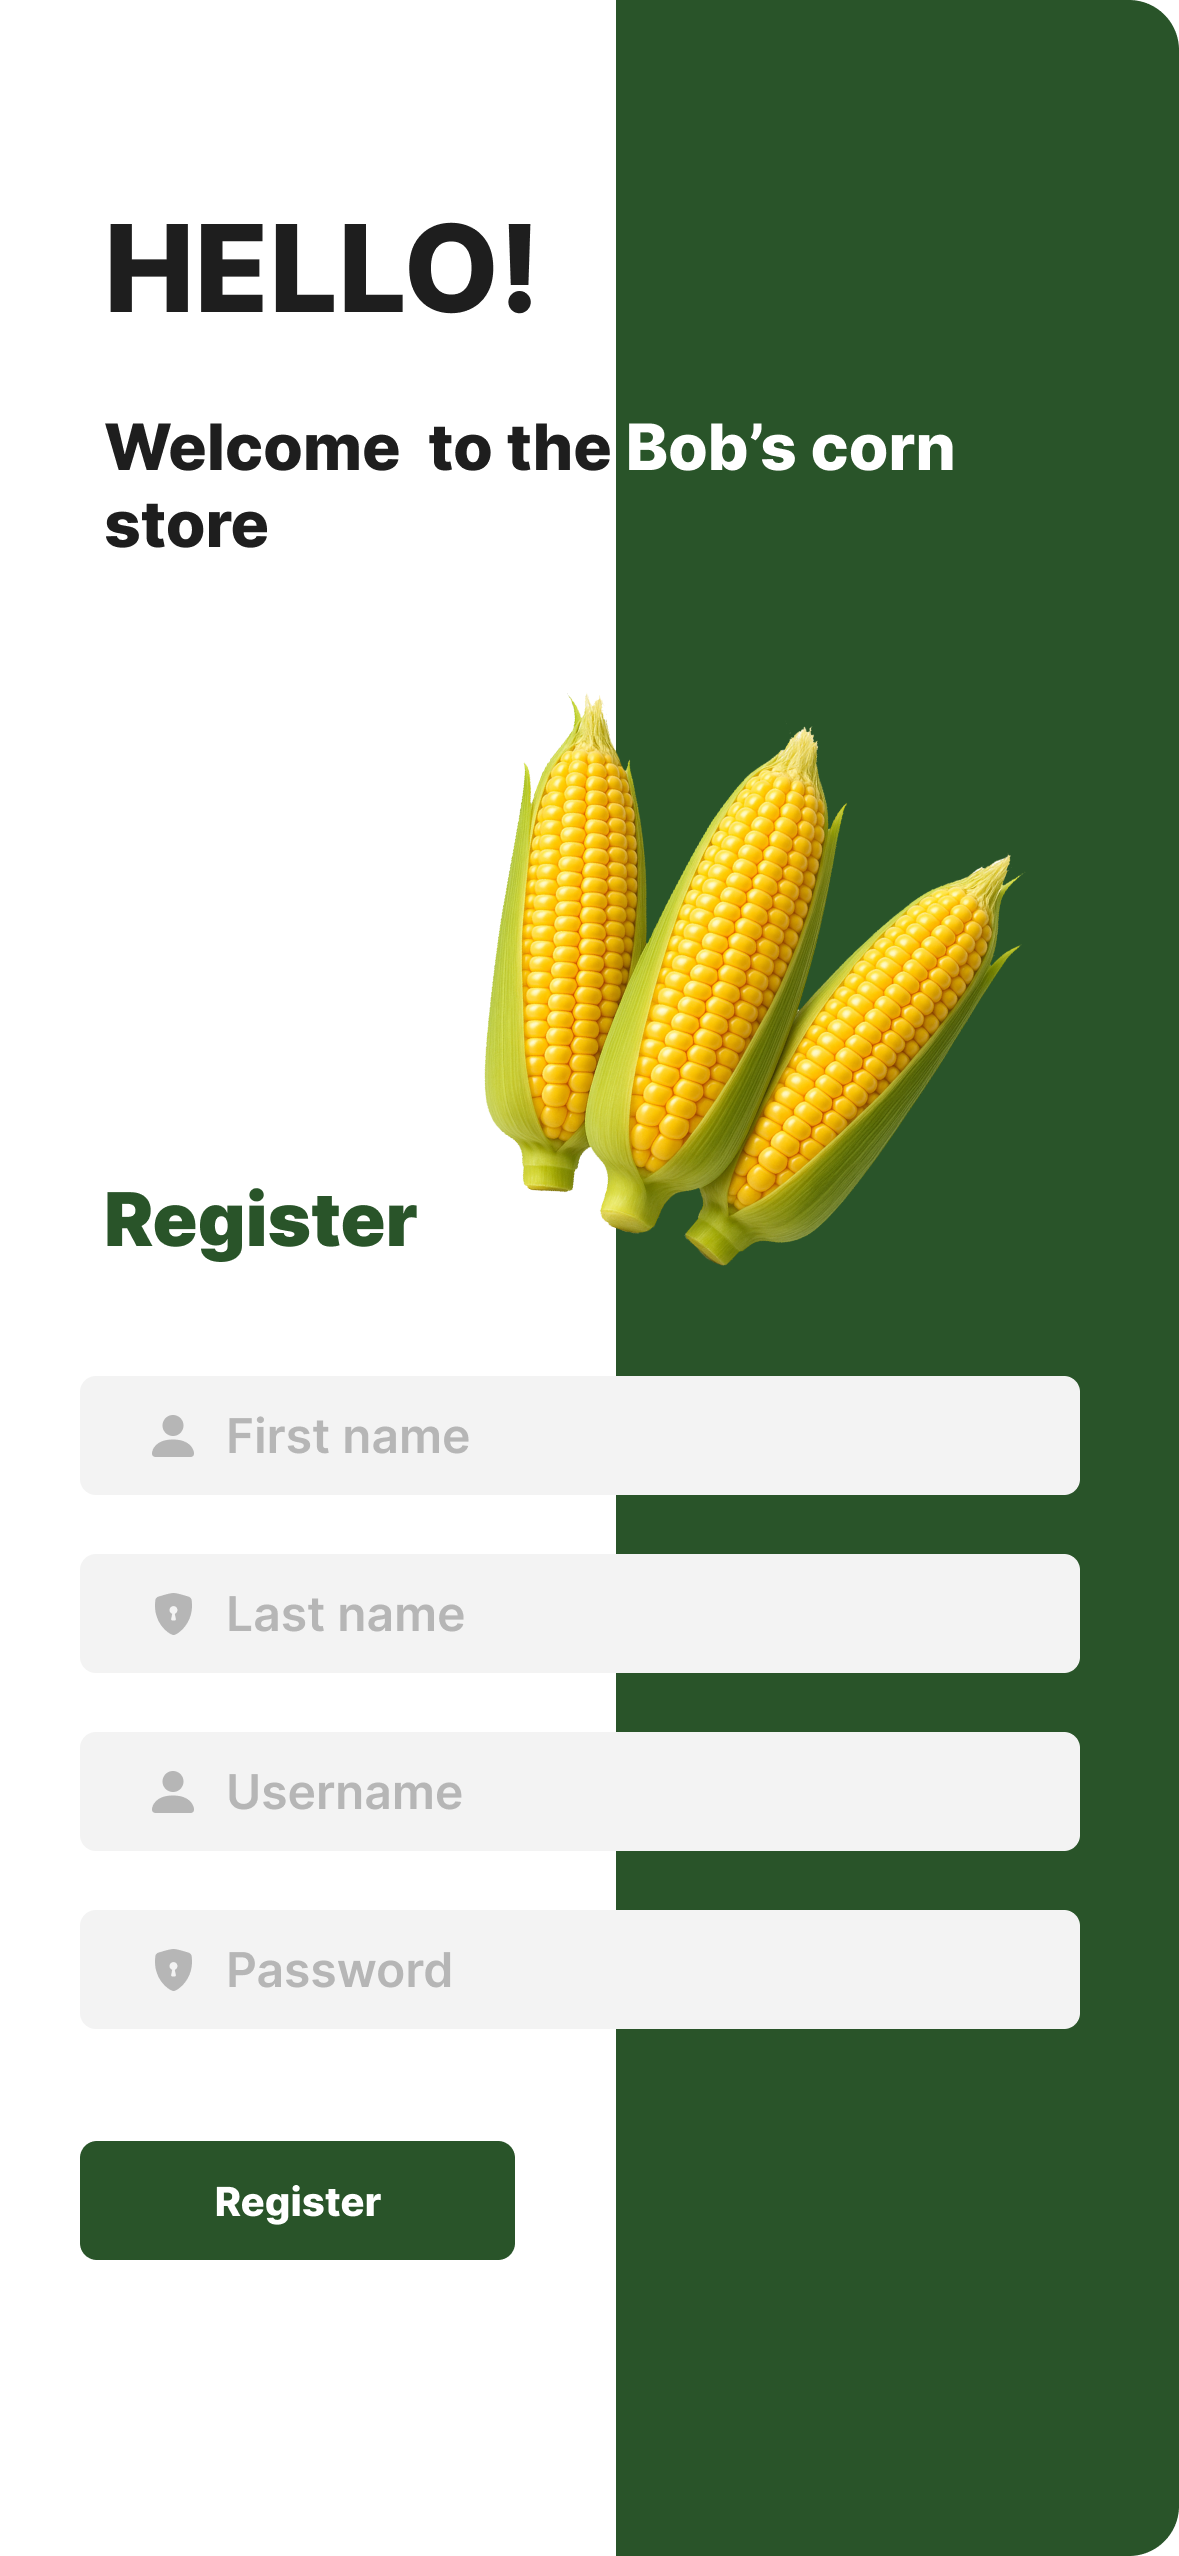 HELLO!
Welcome  to the Bob’s corn
store
Register
First name
Last name
Username
Password
Register